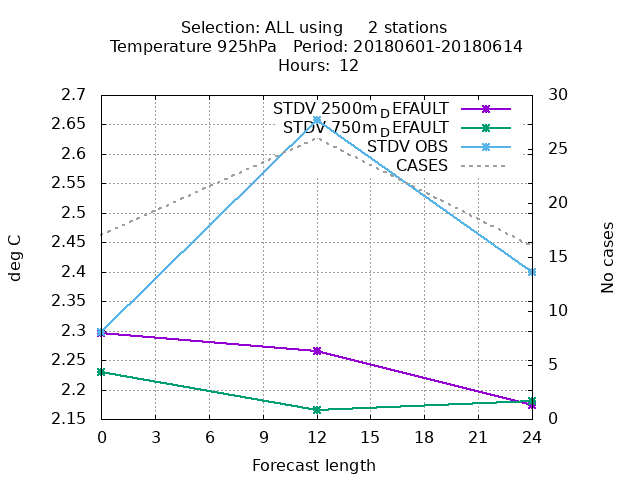 Selection: ALL using     2 stations
Temperature 925hPa   Period: 20180601-20180614
Hours:  12
STDV 2500m_DEFAULT
STDV 750m_DEFAULT
STDV OBS
CASES
2.7
2.65
2.6
2.55
2.5
2.45
2.4
2.35
2.3
2.25
2.2
2.15
deg C
30
25
20
15
10
5
0
No cases
0 3 6 9 12 15 18 21 24
Forecast length